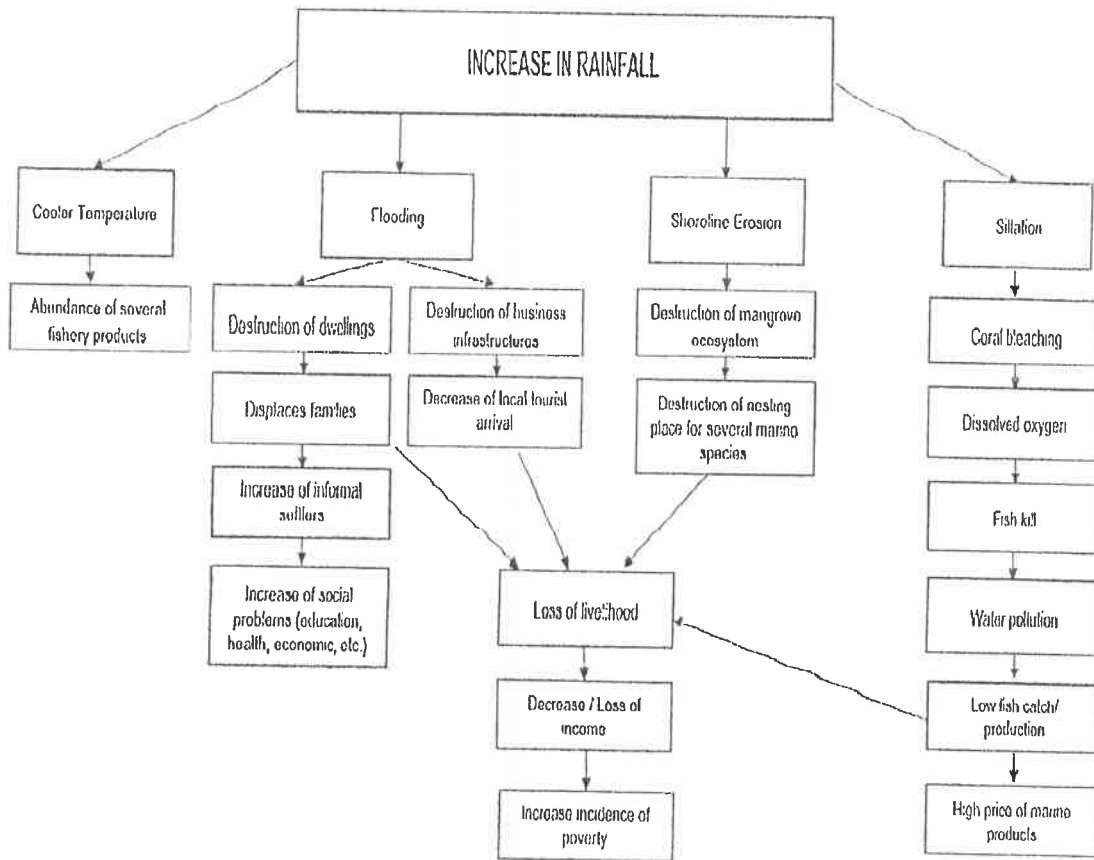 INCREASE IN RAINFALL
Cooler Temperature
Flooding
Shoreline Erosion
Siltation
Abundance of several
fishery products
Destruction of dwellings
Destruction of business
infrastructures
Destruction of mangrove
ecosystem
Coral bleaching
Displaces families
Decrease of local tourist
arrival
Destruction of nesting
place for several marine
species
Dissolved oxygen
Increase of informal
settlers
Fish kill
Increase of social
problems (education,
health, economic, etc.)
Loss of livelihood
Water pollution
Decrease / Loss of
income
Low fish catch/
production
Increase incidence of
poverty
High price of marine
products